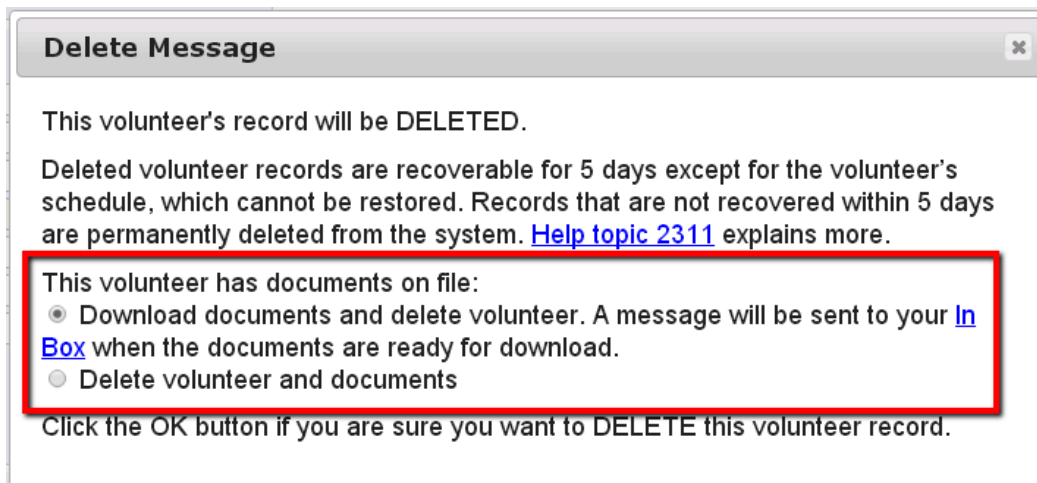 Delete Message
This volunteer's record will be DELETED.
Deleted volunteer records are recoverable for 5 days except for the volunteer’s
schedule, which cannot be restored. Records that are not recovered within 5 days
are permanently deleted from the system. Help topic 2311 explains more.
This volunteer has documents on file:
Download documents and delete volunteer. A message will be sent to your In
Box when the documents are ready for download.
Delete volunteer and documents
Click the OK button if you are sure you want to DELETE this volunteer record.